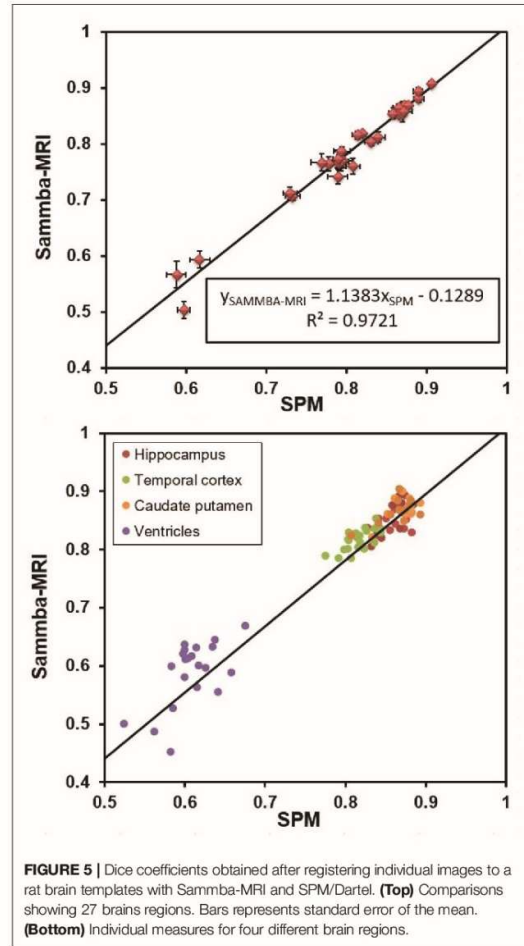 1
0.9
0.8
0.7
0.6
0.5
0.4
Sammba-MRI
ySAMMBA-MRI = 1.1383xSPM - 0.1289
R² = 0.9721
0.5 0.6 0.7 0.8 0.9 1
SPM
1
0.9
0.8
0.7
0.6
0.5
0.4
Sammba-MRI
Hippocampus
Temporal cortex
Caudate putamen
Ventricles
0.5 0.6 0.7 0.8 0.9 1
SPM
FIGURE 5 | Dice coefficients obtained after registering individual images to a
rat brain templates with Sammba-MRI and SPM/Dartel. (Top) Comparisons
showing 27 brains regions. Bars represents standard error of the mean.
(Bottom) Individual measures for four different brain regions.